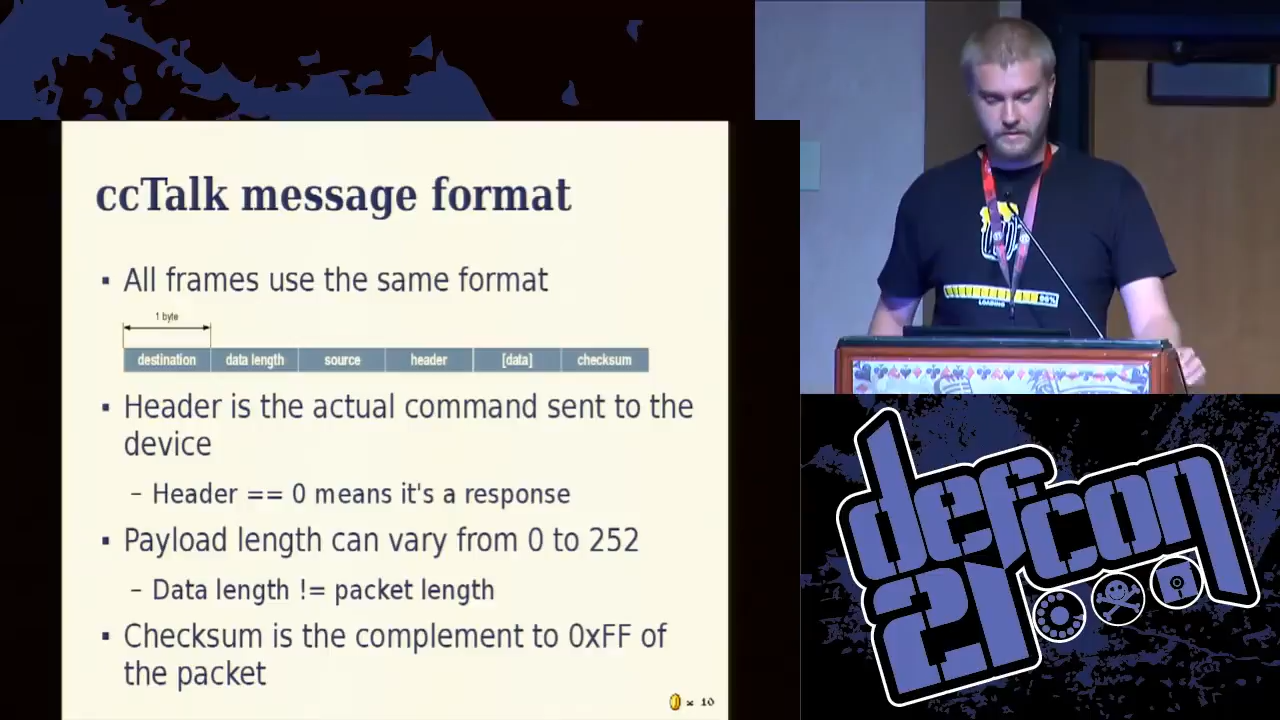 ccTalk message format
▪ All frames use the same format
1 byte
destination data length source header [data] checksum
▪ Header is the actual command sent to the
device
– Header == 0 means it's a response
▪ Payload length can vary from 0 to 252
– Data length != packet length
▪ Checksum is the complement to 0xFF of
the packet
x 10
LOADING
defcon
21